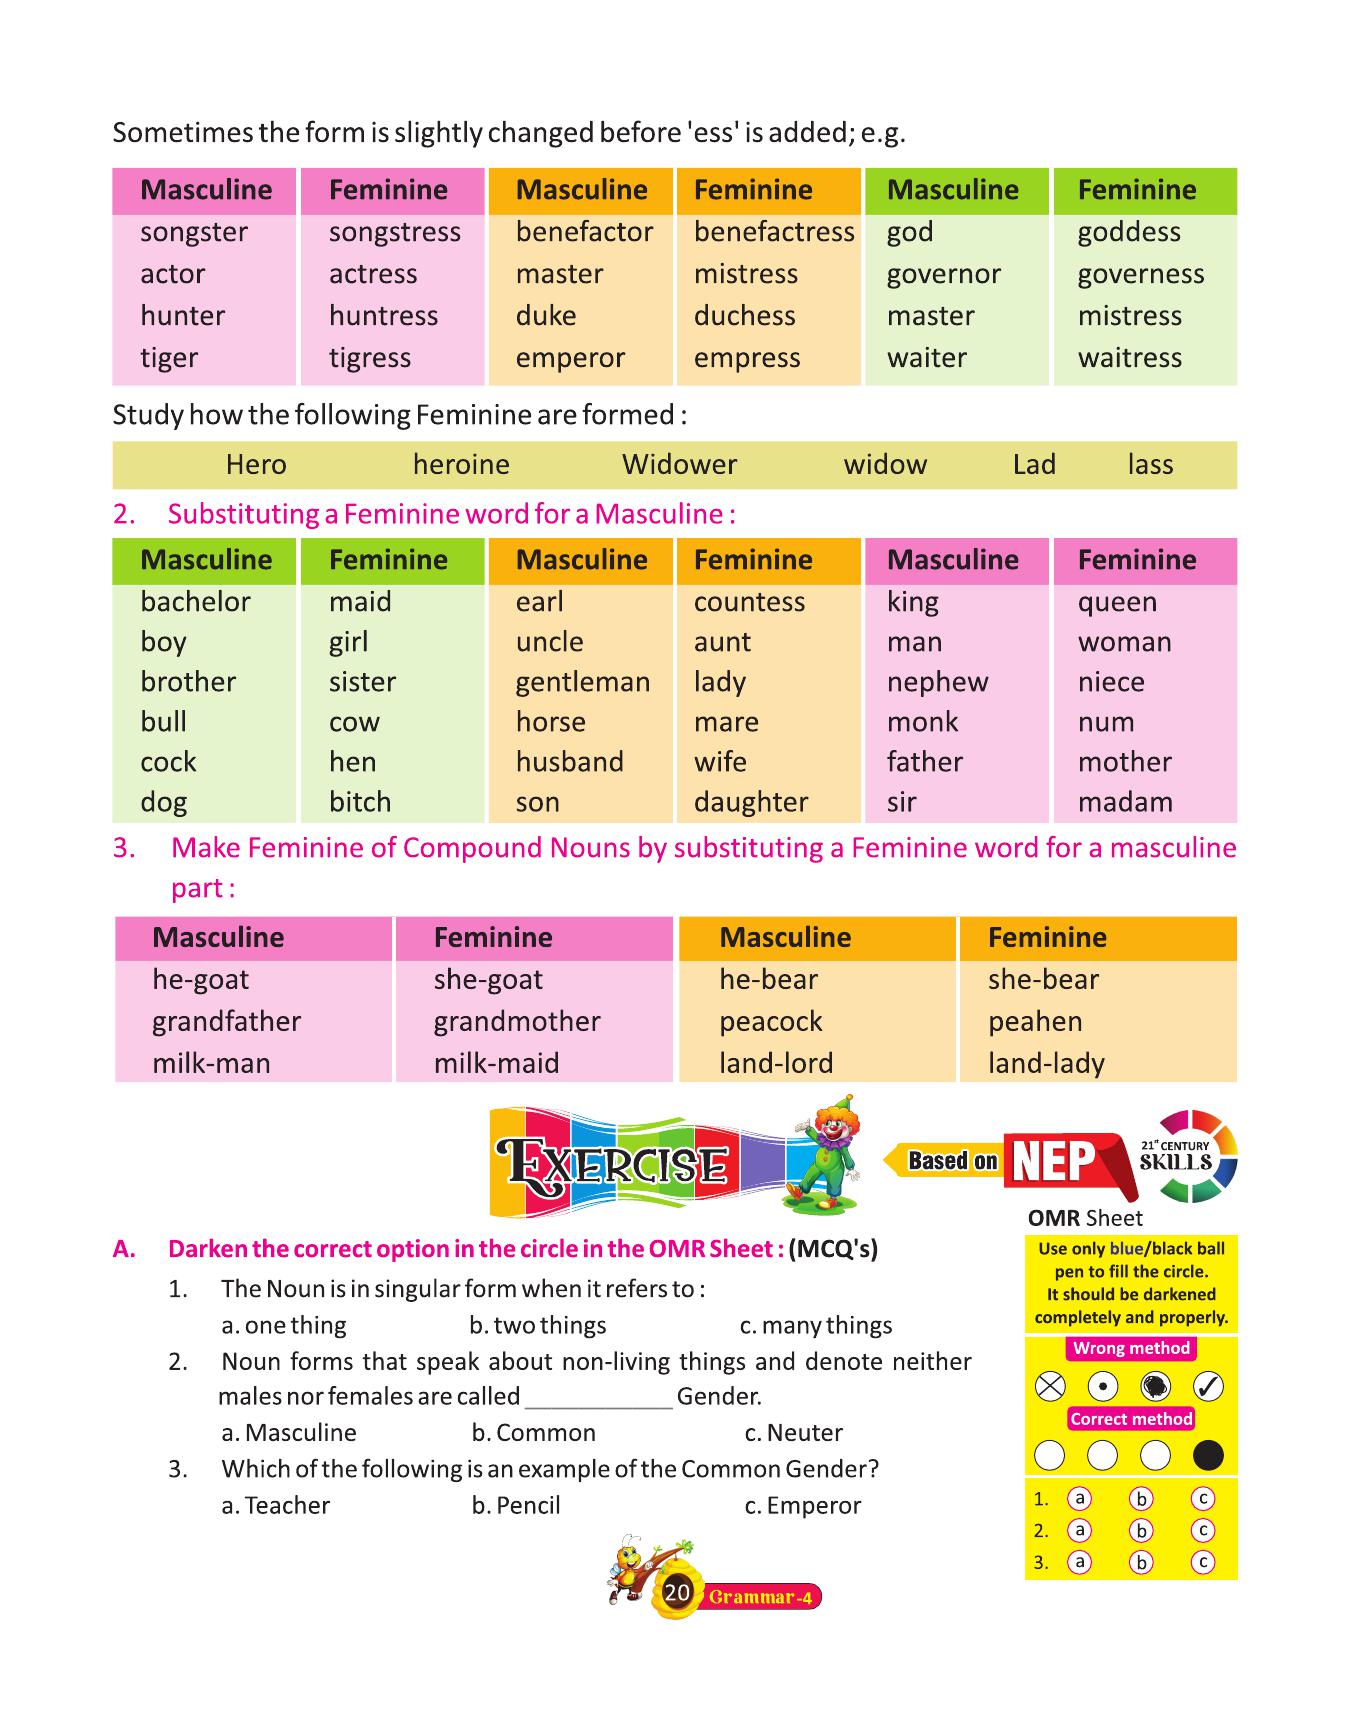 Sometimes the form is slightly changed before 'ess' is added; e.g.
Masculine Feminine Masculine Feminine Masculine Feminine
songster songstress benefactor benefactress god goddess
actor actress master mistress governor governess
hunter huntress duke duchess master mistress
tiger tigress emperor empress waiter waitress
Study how the following Feminine are formed :
Hero heroine Widower widow Lad lass
2. Substituting a Feminine word for a Masculine :
Masculine Feminine Masculine Feminine Masculine Feminine
bachelor maid earl countess king queen
boy girl uncle aunt man woman
brother sister gentleman lady nephew niece
bull cow horse mare monk num
cock hen husband wife father mother
dog bitch son daughter sir madam
3. Make Feminine of Compound Nouns by substituting a Feminine word for a masculine
part :
Masculine Feminine Masculine Feminine
he-goat she-goat he-bear she-bear
grandfather grandmother peacock peahen
milk-man milk-maid land-lord land-lady
EXERCISE
Based on NEP
21st CENTURY
SKILLS
OMR Sheet
A. Darken the correct option in the circle in the OMR Sheet : (MCQ's)
1. The Noun is in singular form when it refers to :
a. one thing b. two things c. many things
2. Noun forms that speak about non-living things and denote neither
males nor females are called ___________ Gender.
a. Masculine b. Common c. Neuter
3. Which of the following is an example of the Common Gender?
a. Teacher b. Pencil c. Emperor
Use only blue/black ball
pen to fill the circle.
It should be darkened
completely and properly.
Wrong method
Correct method
1. a b c
2. a b c
3. a b c
20 Grammar-4